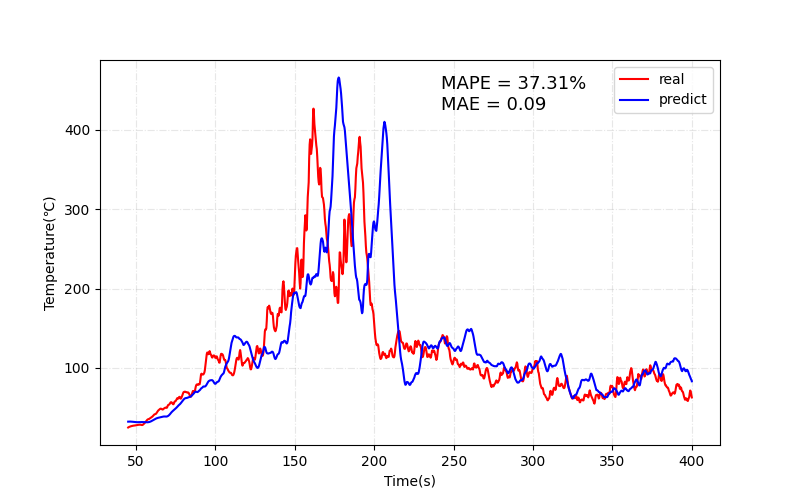 MAPE = 37.31%
MAE = 0.09
real
predict
Temperature(℃)
400
300
200
100
50
100
150
200
250
300
350
400
Time(s)